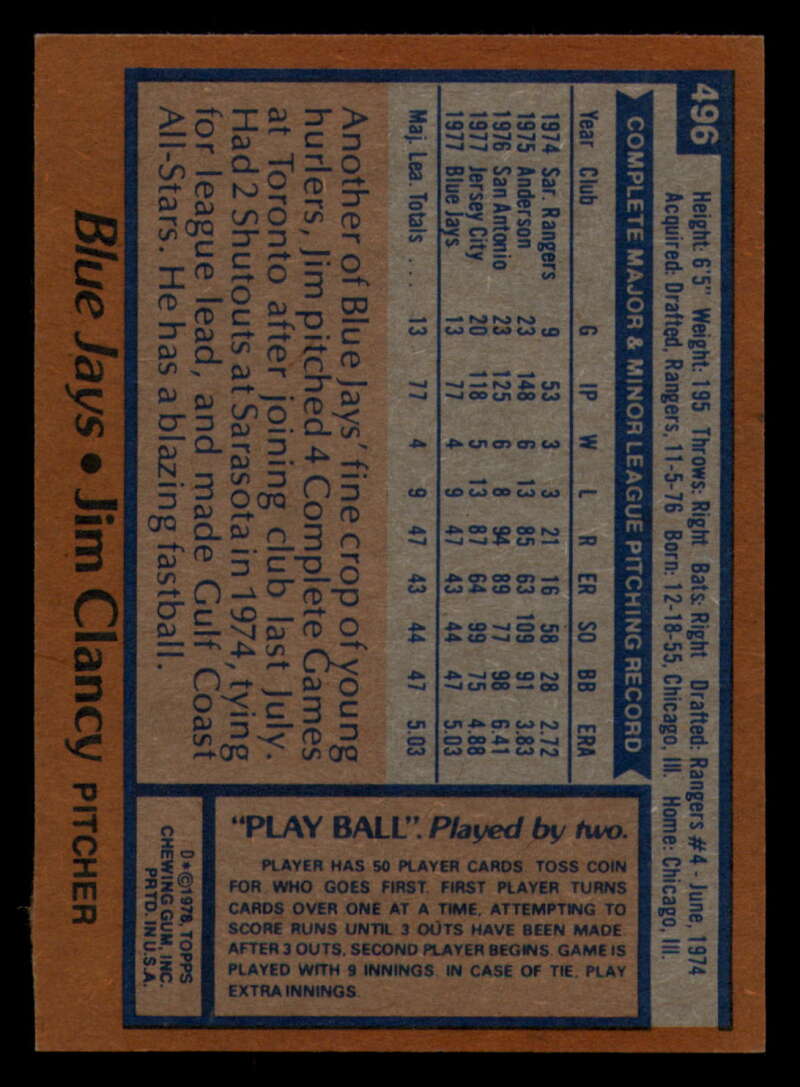 496
Height: 6'5" Weight: 195 Throws: Right Bats: Right Drafted: Rangers #4 - June, 1974
Acquired: Drafted, Rangers, 11-5-76 Born: 12-18-55, Chicago, Ill. Home: Chicago, Ill.
COMPLETE MAJOR & MINOR LEAGUE PITCHING RECORD
Year Club G IP W L R ER SO BB ERA
1974 Sar. Rangers 9 53 3 3 21 16 58 28 2.72
1975 Anderson 23 148 6 13 85 63 109 91 3.83
1976 San Antonio 23 125 6 8 94 89 77 98 6.41
1977 Jersey City 20 118 5 13 87 64 99 75 4.88
1977 Blue Jays 13 77 4 9 47 43 44 47 5.03
Maj. Lea. Totals ... 13 77 4 9 47 43 44 47 5.03
Another of Blue Jays' fine crop of young
hurlers, Jim pitched 4 Complete Games
at Toronto after joining club last July.
Had 2 Shutouts at Sarasota in 1974, tying
for league lead, and made Gulf Coast
All-Stars. He has a blazing fastball.
"PLAY BALL". Played by two.
PLAYER HAS 50 PLAYER CARDS. TOSS COIN
FOR WHO GOES FIRST. FIRST PLAYER TURNS
CARDS OVER ONE AT A TIME, ATTEMPTING TO
SCORE RUNS UNTIL 3 OUTS HAVE BEEN MADE.
AFTER 3 OUTS, SECOND PLAYER BEGINS. GAME IS
PLAYED WITH 9 INNINGS. IN CASE OF TIE, PLAY
EXTRA INNINGS.
D*©1978, TOPPS
CHEWING GUM, INC.
PRTD. IN U.S.A.
Blue Jays • Jim Clancy PITCHER